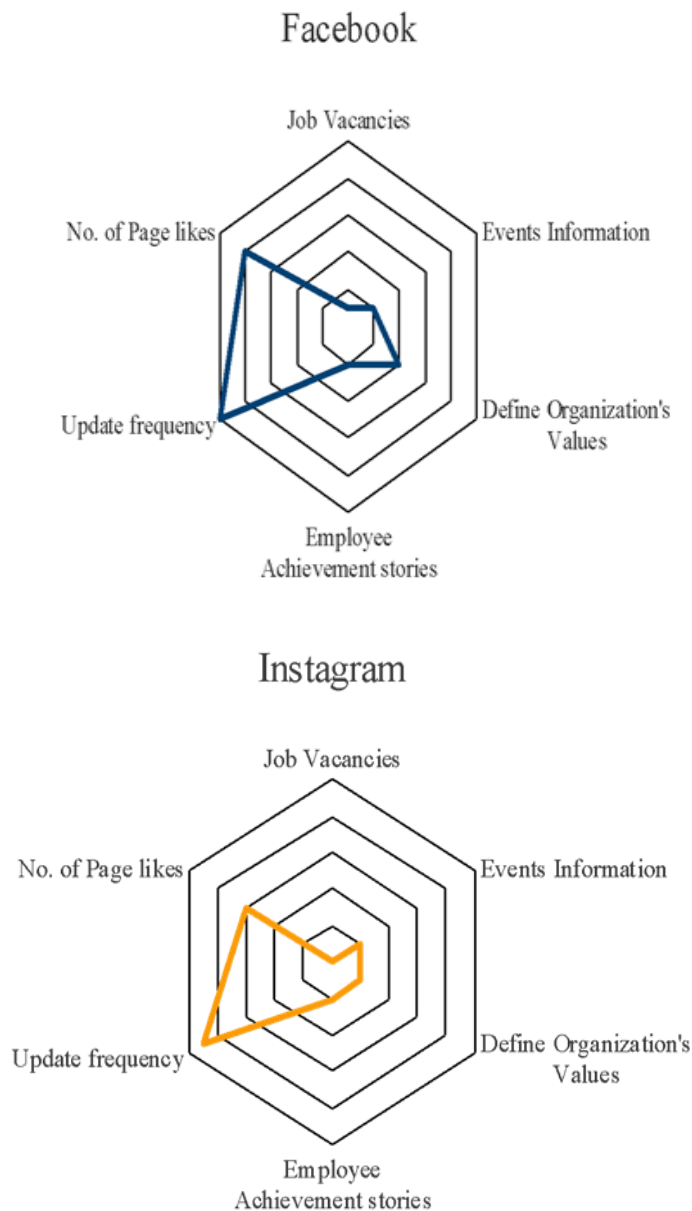 Facebook
Job Vacancies
No. of Page likes
Events Information
Update frequency
Define Organization's
Values
Employee
Achievement stories
Instagram
Job Vacancies
No. of Page likes
Events Information
Update frequency
Define Organization's
Values
Employee
Achievement stories